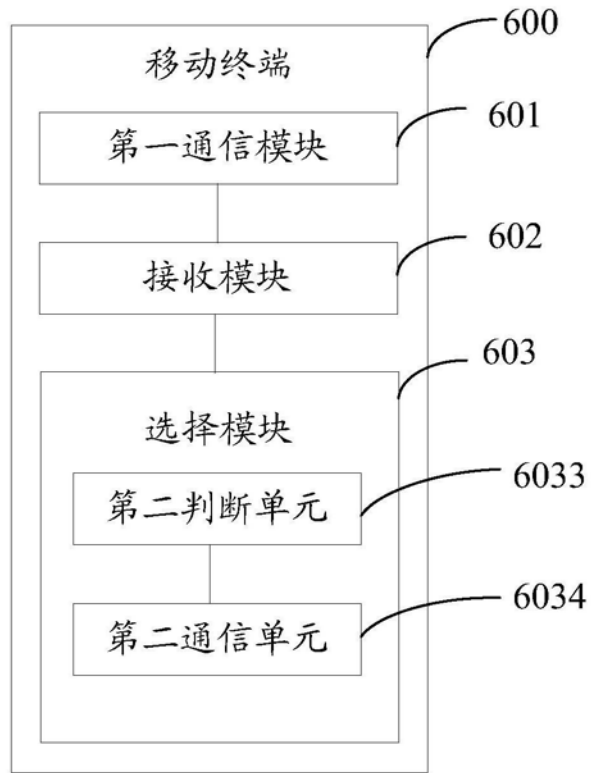 600
移动终端
601
第一通信模块
602
接收模块
603
选择模块
6033
第二判断单元
6034
第二通信单元